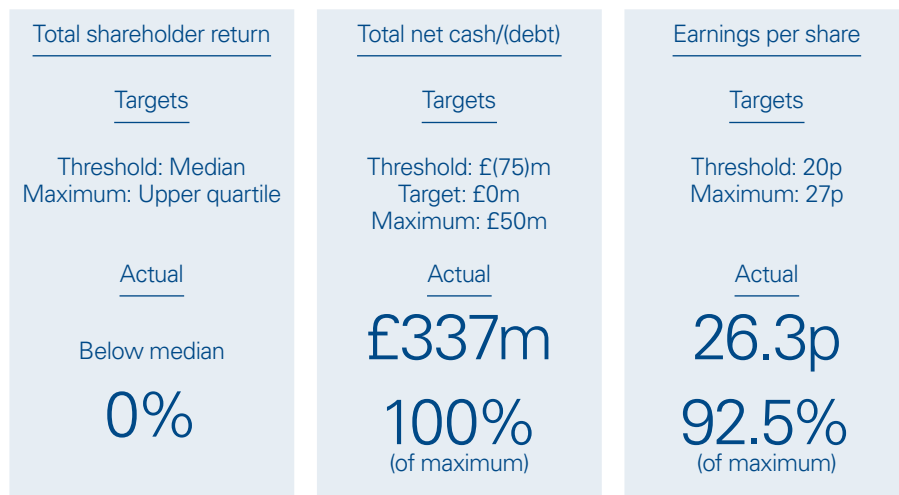 Total shareholder return
Targets
Threshold: Median
Maximum: Upper quartile
Actual
Below median
0%
Total net cash/(debt)
Targets
Threshold: £(75)m
Target: £0m
Maximum: £50m
Actual
£337m
100%
(of maximum)
Earnings per share
Targets
Threshold: 20p
Maximum: 27p
Actual
26.3p
92.5%
(of maximum)